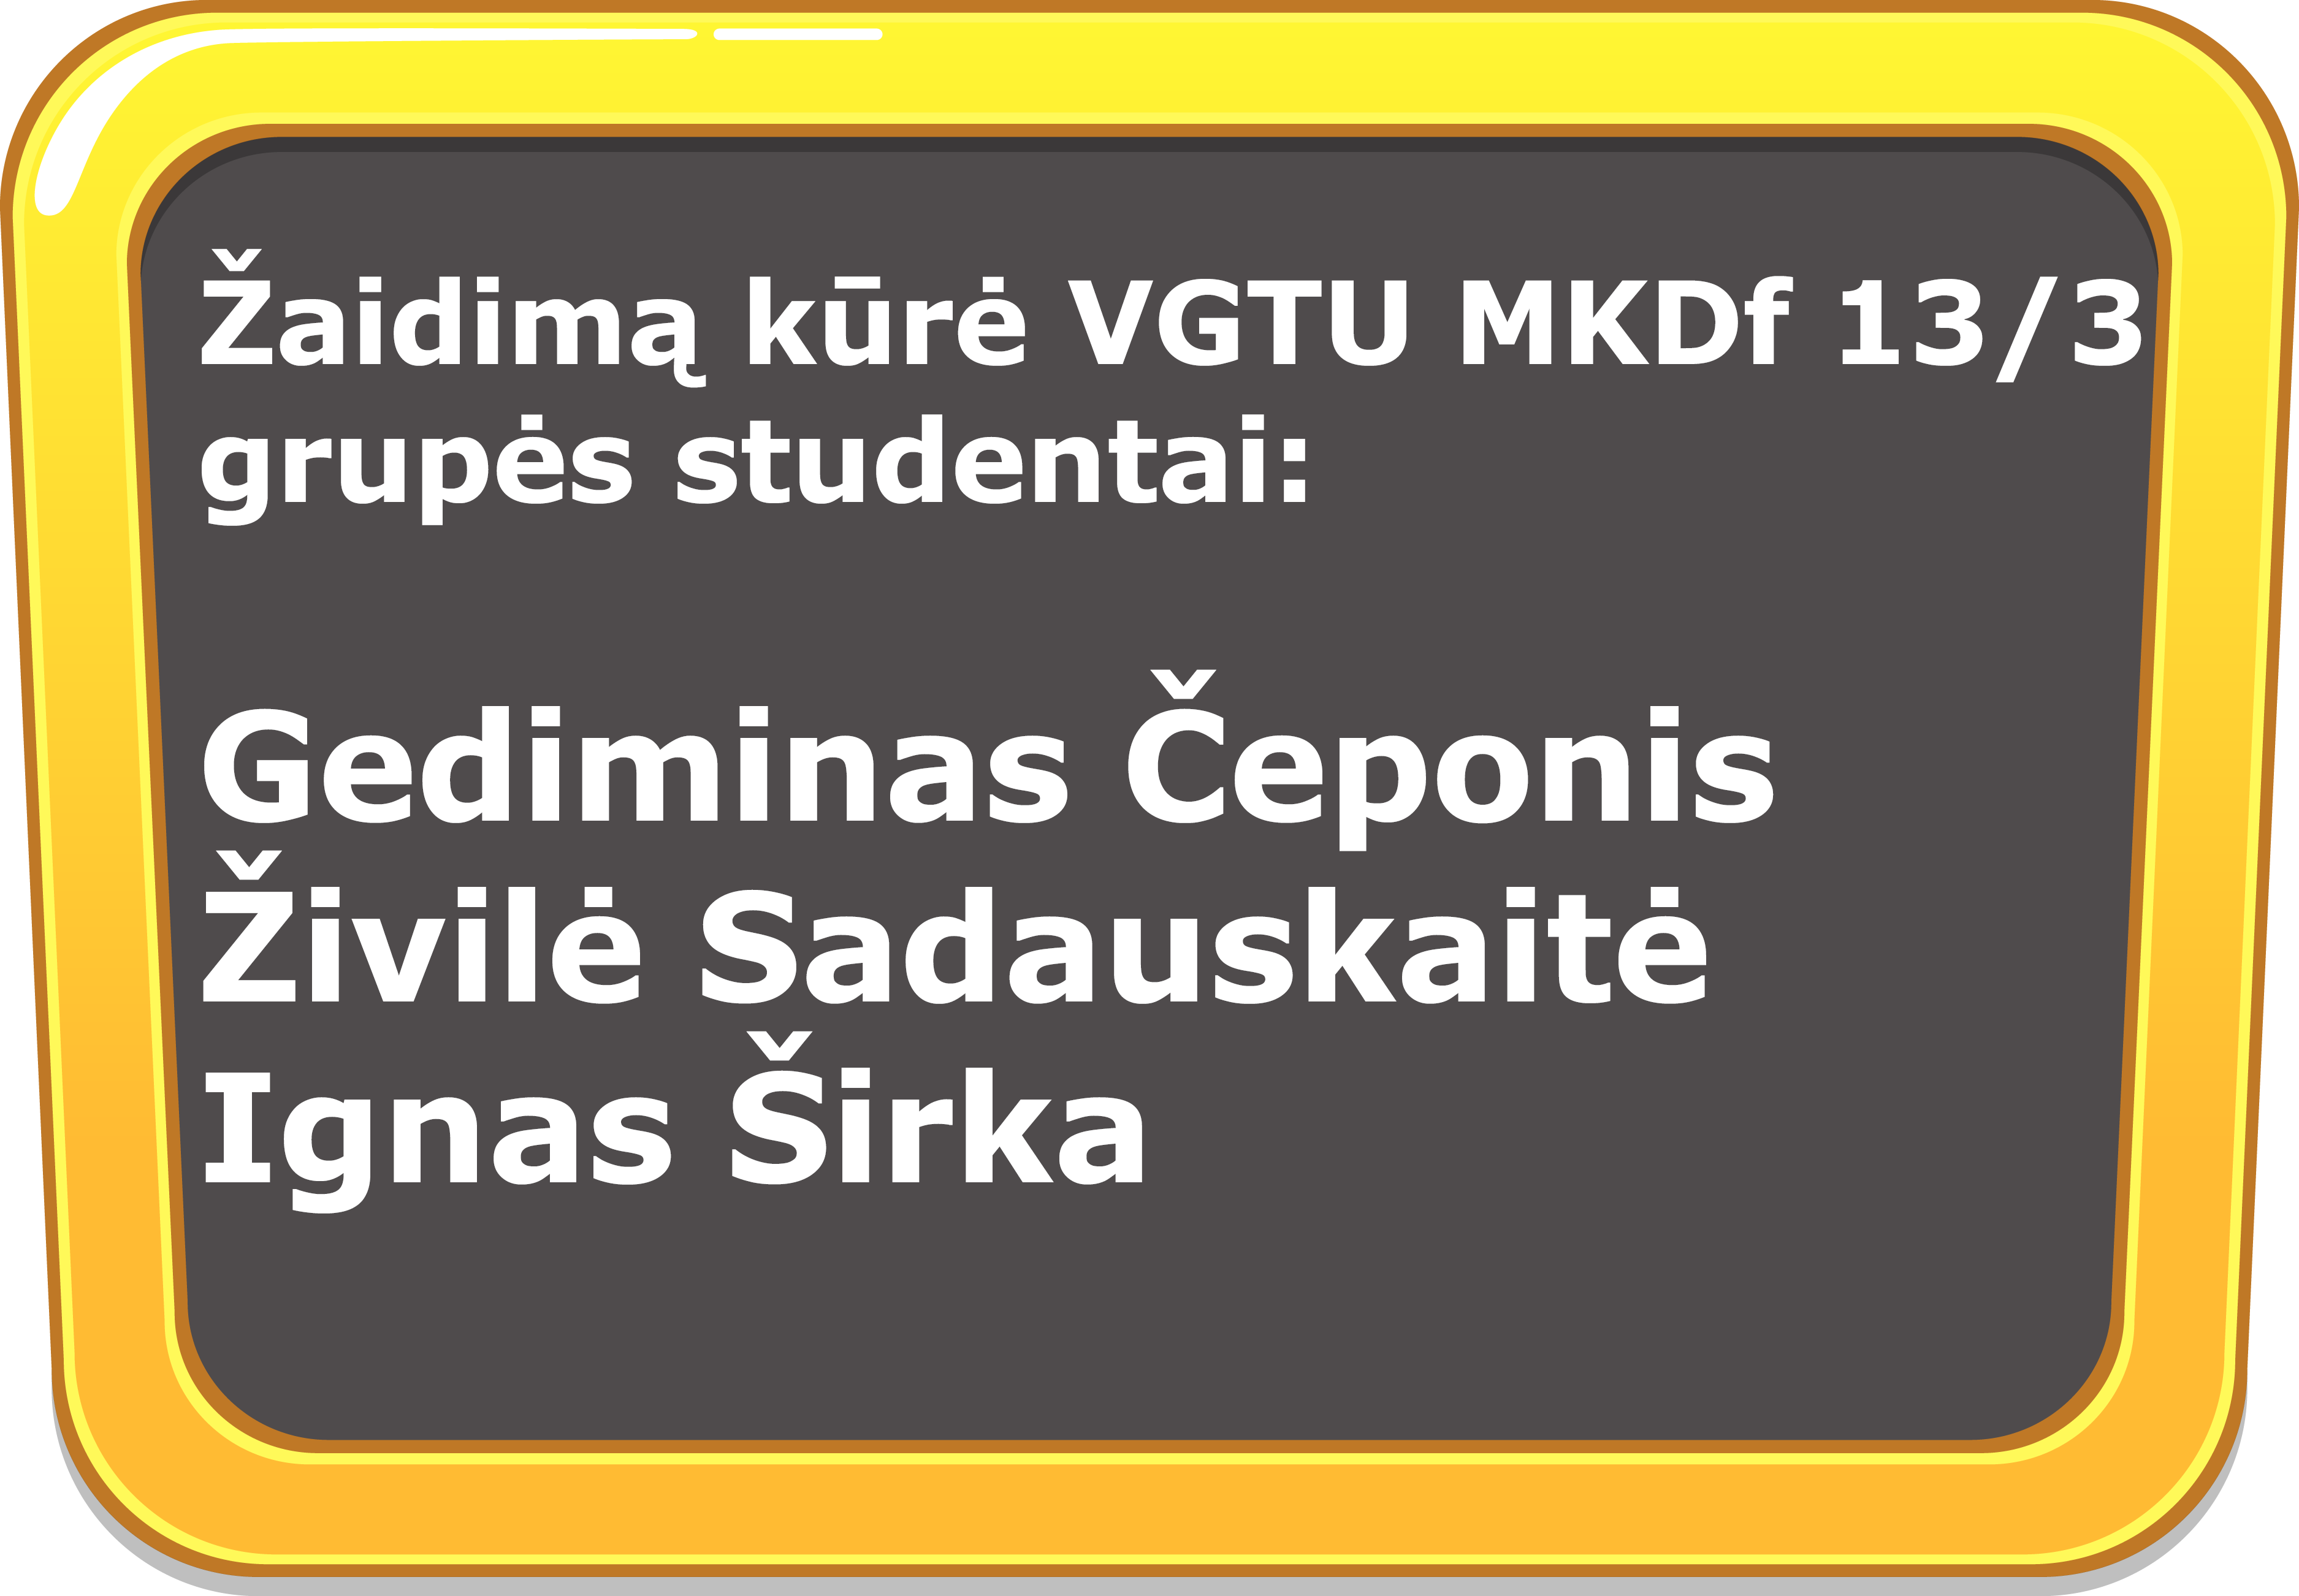 Žaidimą kūrė VGTU MKDf 13/3
grupės studentai:
Gediminas Čeponis
Živilė Sadauskaitė
Ignas Širka